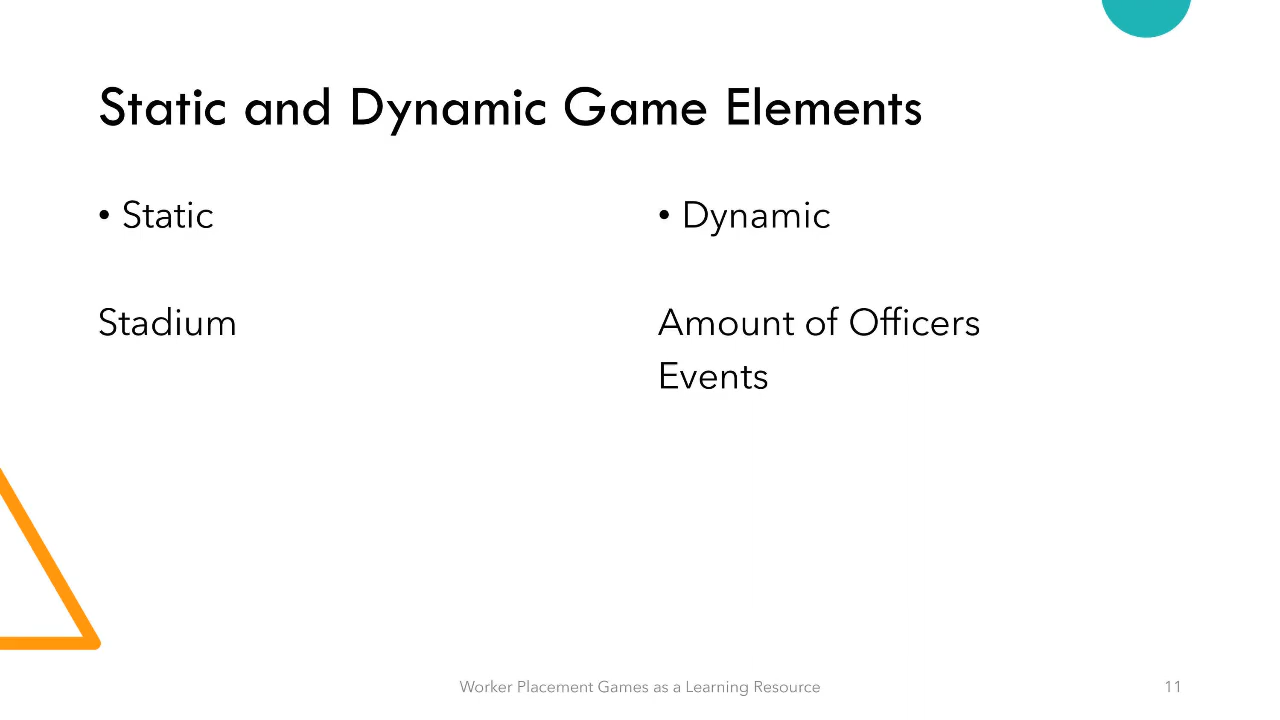 Static and Dynamic Game Elements
• Static
Stadium
• Dynamic
Amount of Officers
Events
Worker Placement Games as a Learning Resource
11